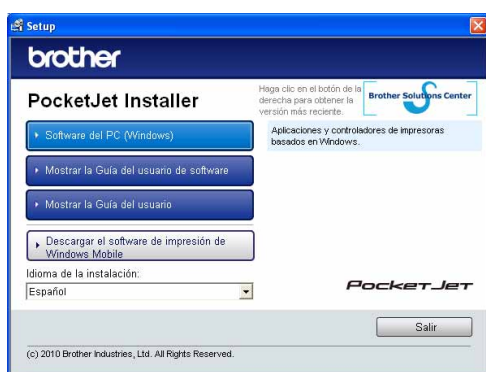 Setup
brother
PocketJet Installer
Haga clic en el botón de la
derecha para obtener la
versión más reciente.
Brother Solutions Center
Software del PC (Windows)
Aplicaciones y controladores de impresoras
basados en Windows.
Mostrar la Guía del usuario de software
Mostrar la Guía del usuario
Descargar el software de impresión de
Windows Mobile
Idioma de la instalación:
Español
PocketJet
Salir
(c) 2010 Brother Industries, Ltd. All Rights Reserved.